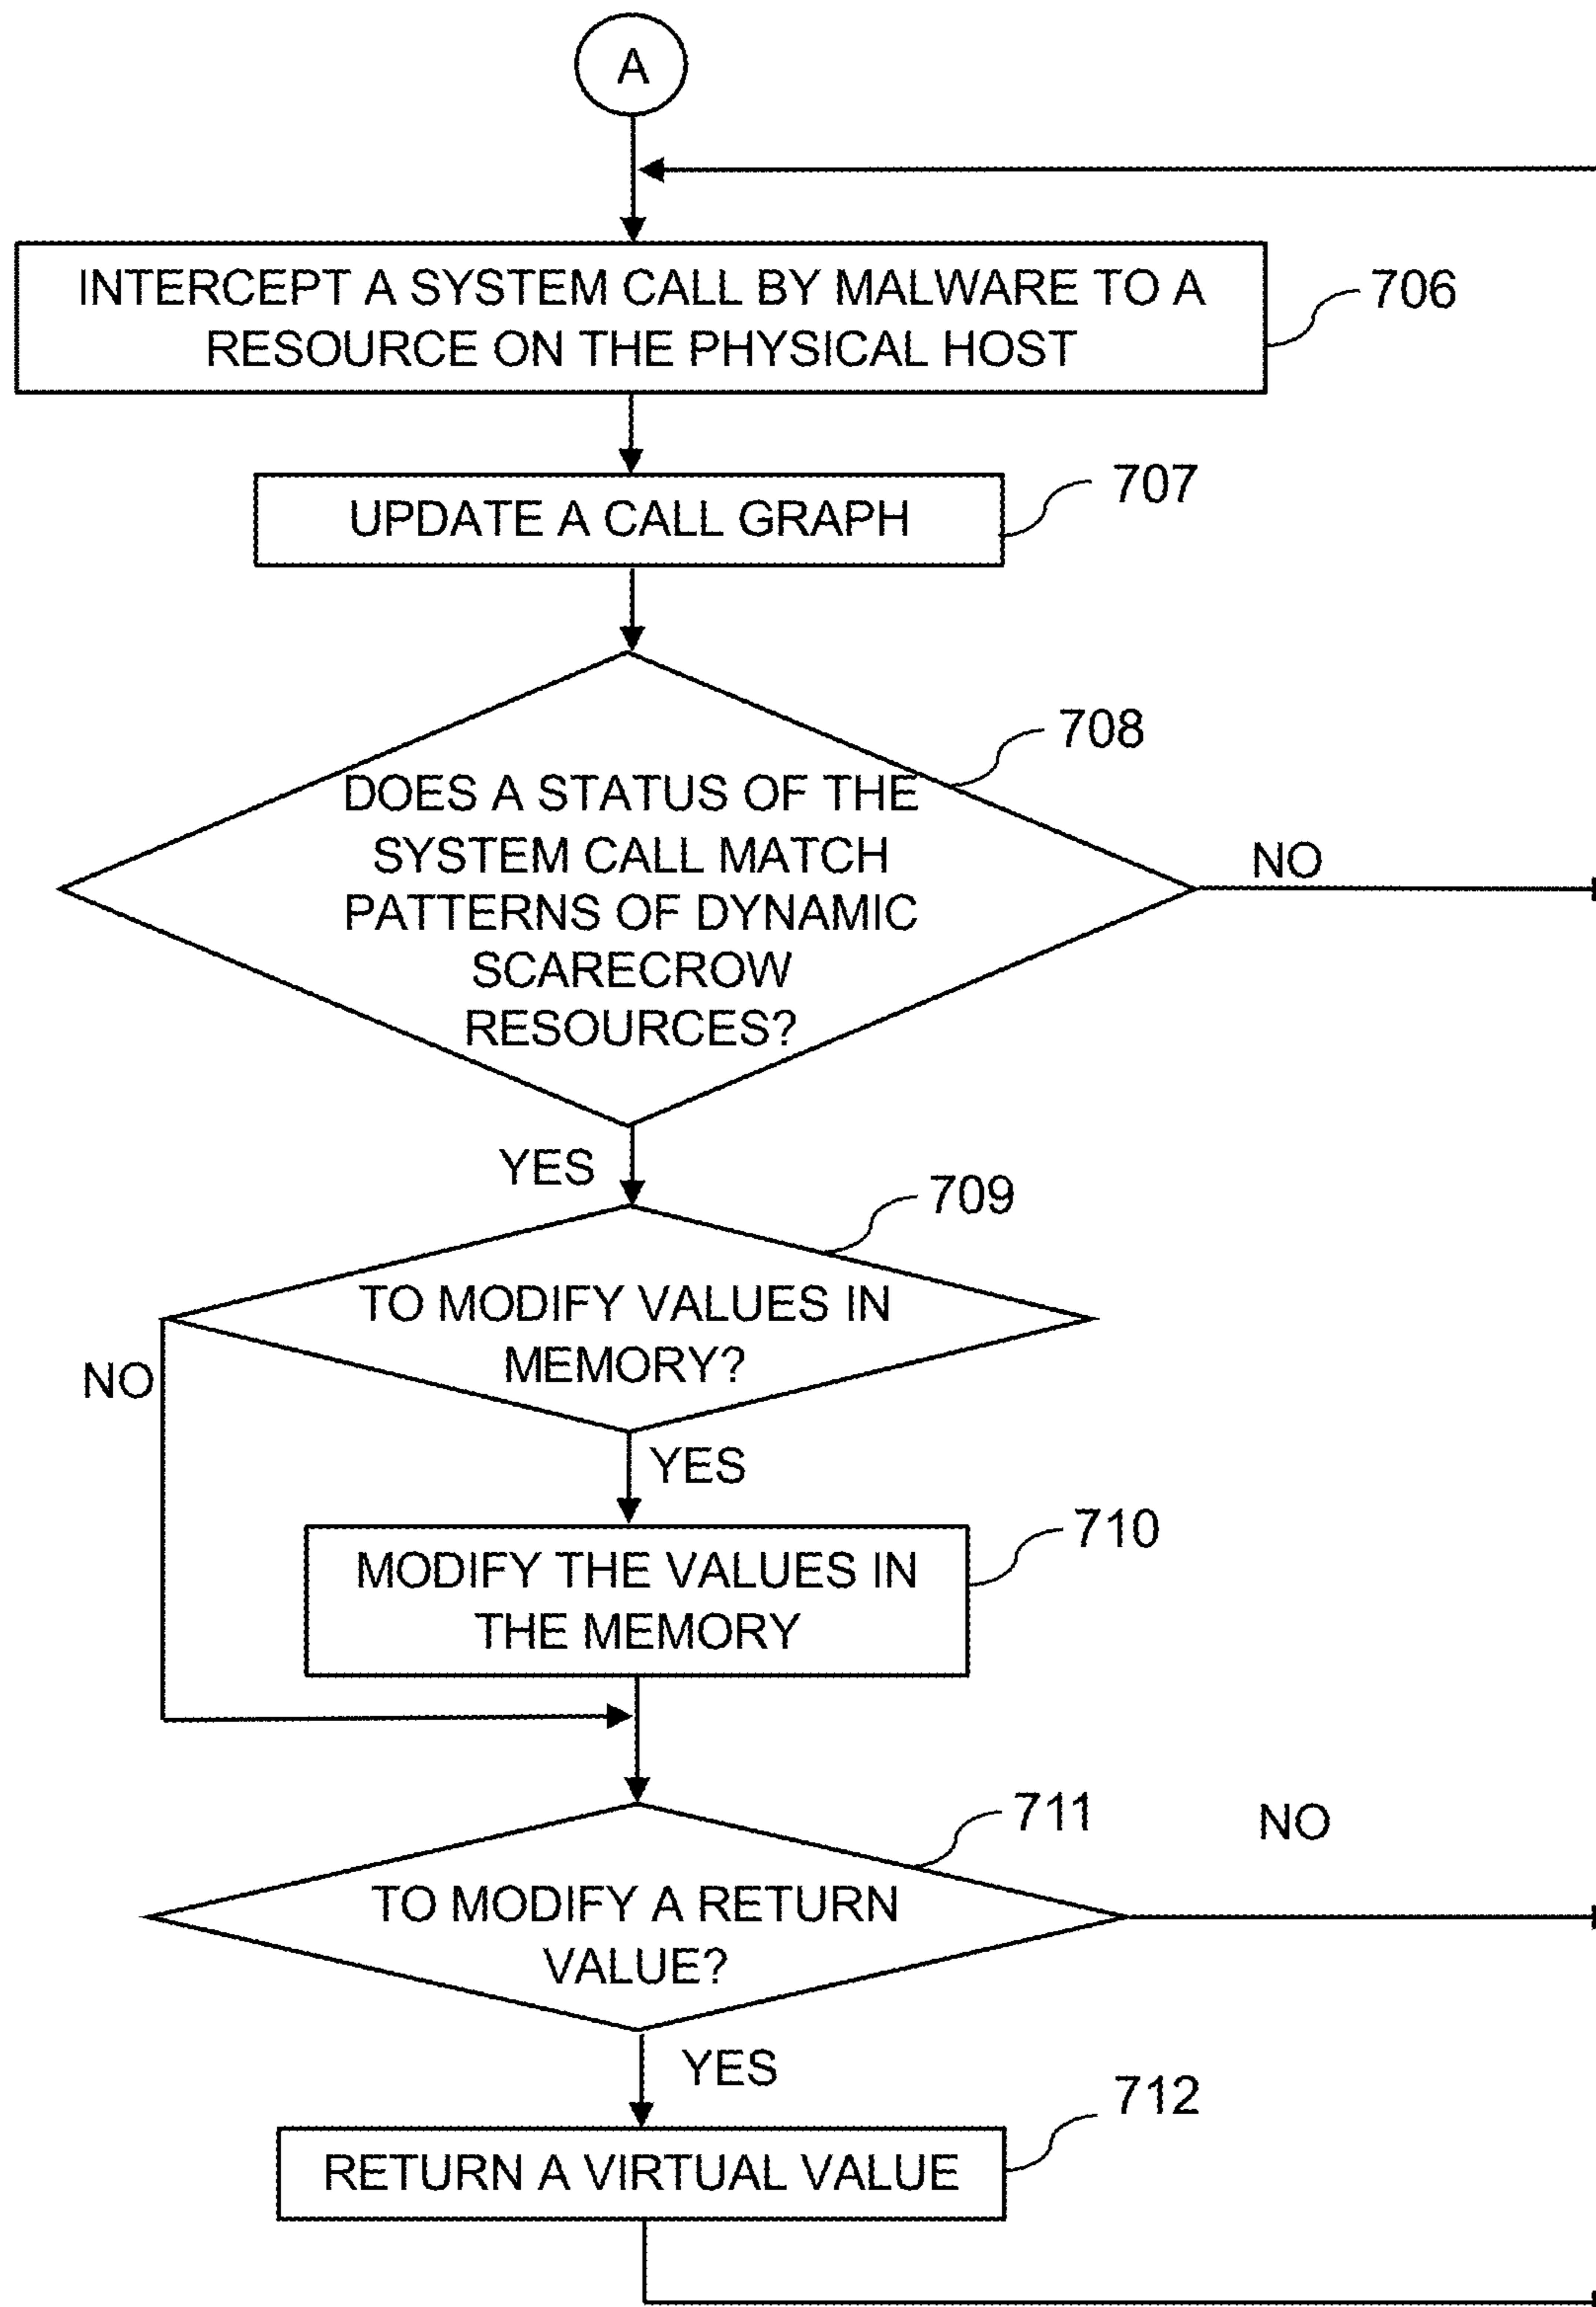 A
INTERCEPT A SYSTEM CALL BY MALWARE TO A
RESOURCE ON THE PHYSICAL HOST
706
UPDATE A CALL GRAPH
707
708
DOES A STATUS OF THE
SYSTEM CALL MATCH
PATTERNS OF DYNAMIC
SCARECROW
RESOURCES?
NO
YES
709
TO MODIFY VALUES IN
MEMORY?
NO
YES
710
MODIFY THE VALUES IN
THE MEMORY
711
NO
TO MODIFY A RETURN
VALUE?
YES
712
RETURN A VIRTUAL VALUE